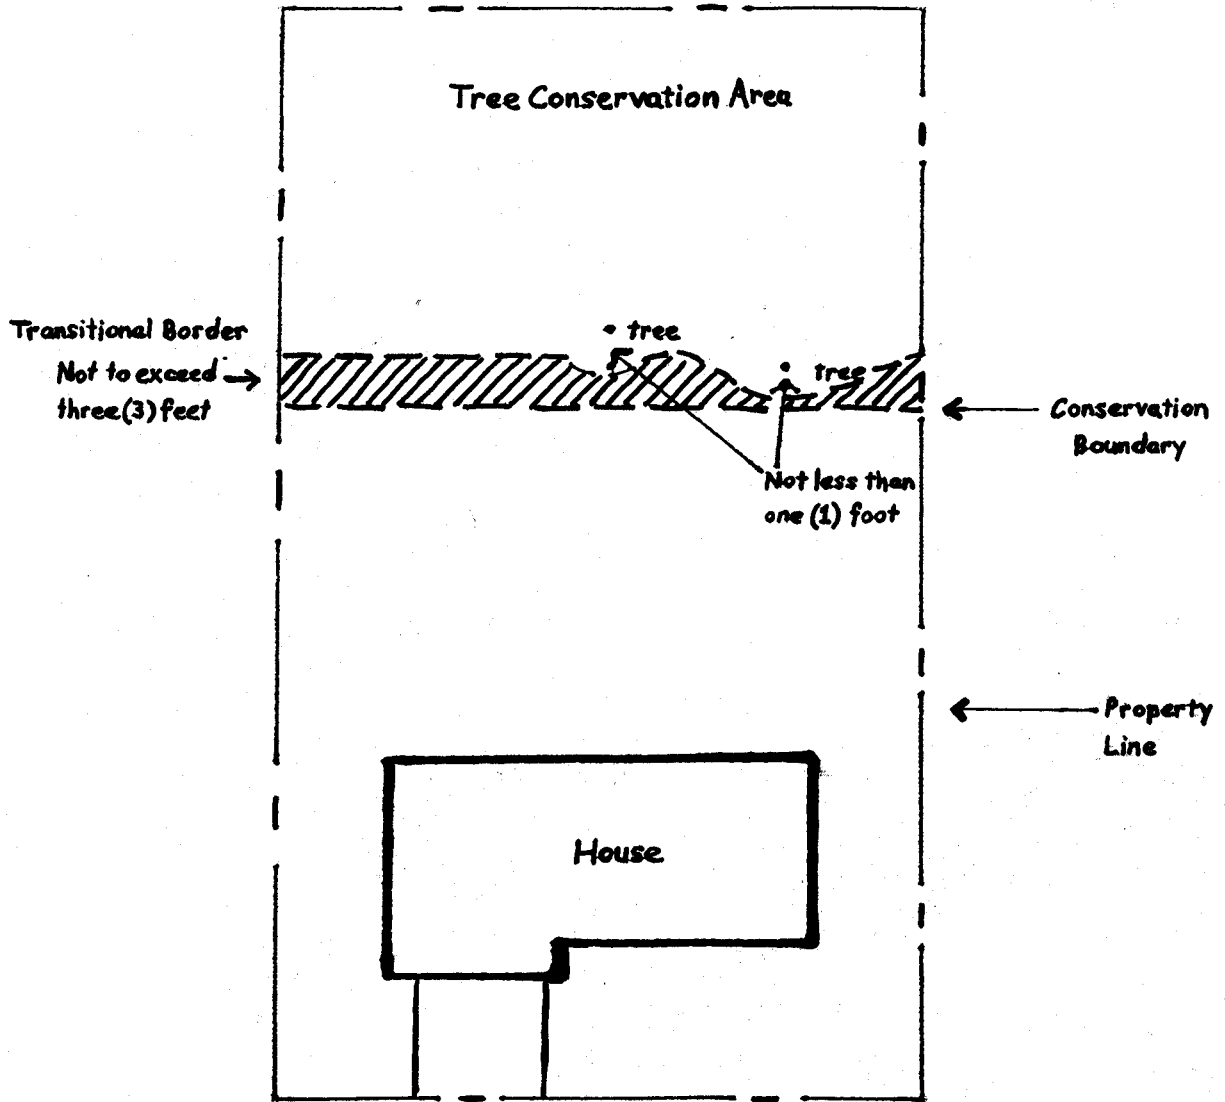 Tree Conservation Area
Transitional Border
Not to exceed
three (3) feet
tree
tree
Conservation
Boundary
Not less than
one (1) foot
Property
Line
House